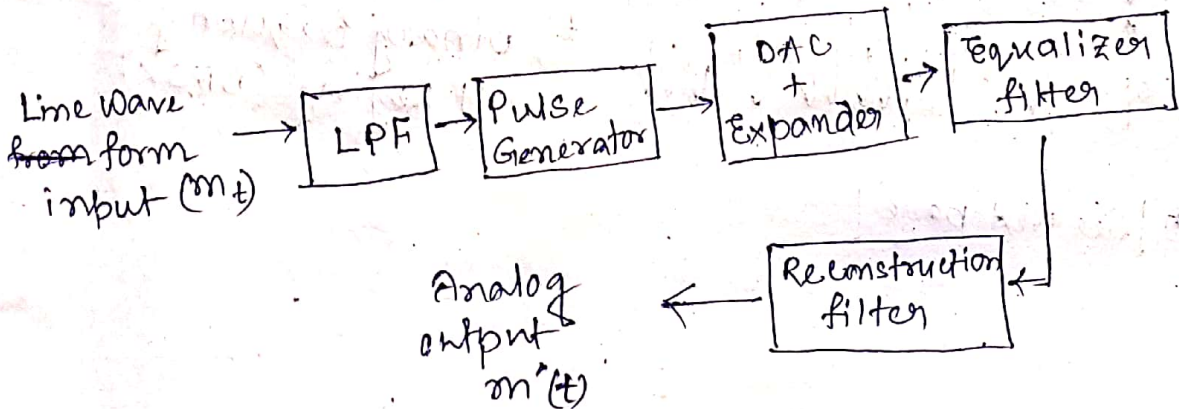 Line Wave
from form
input (m t)
LPF
Pulse
Generator
DAC
+
Expander
Equalizer
filter
Reconstruction
filter
Analog
output
m'(t)